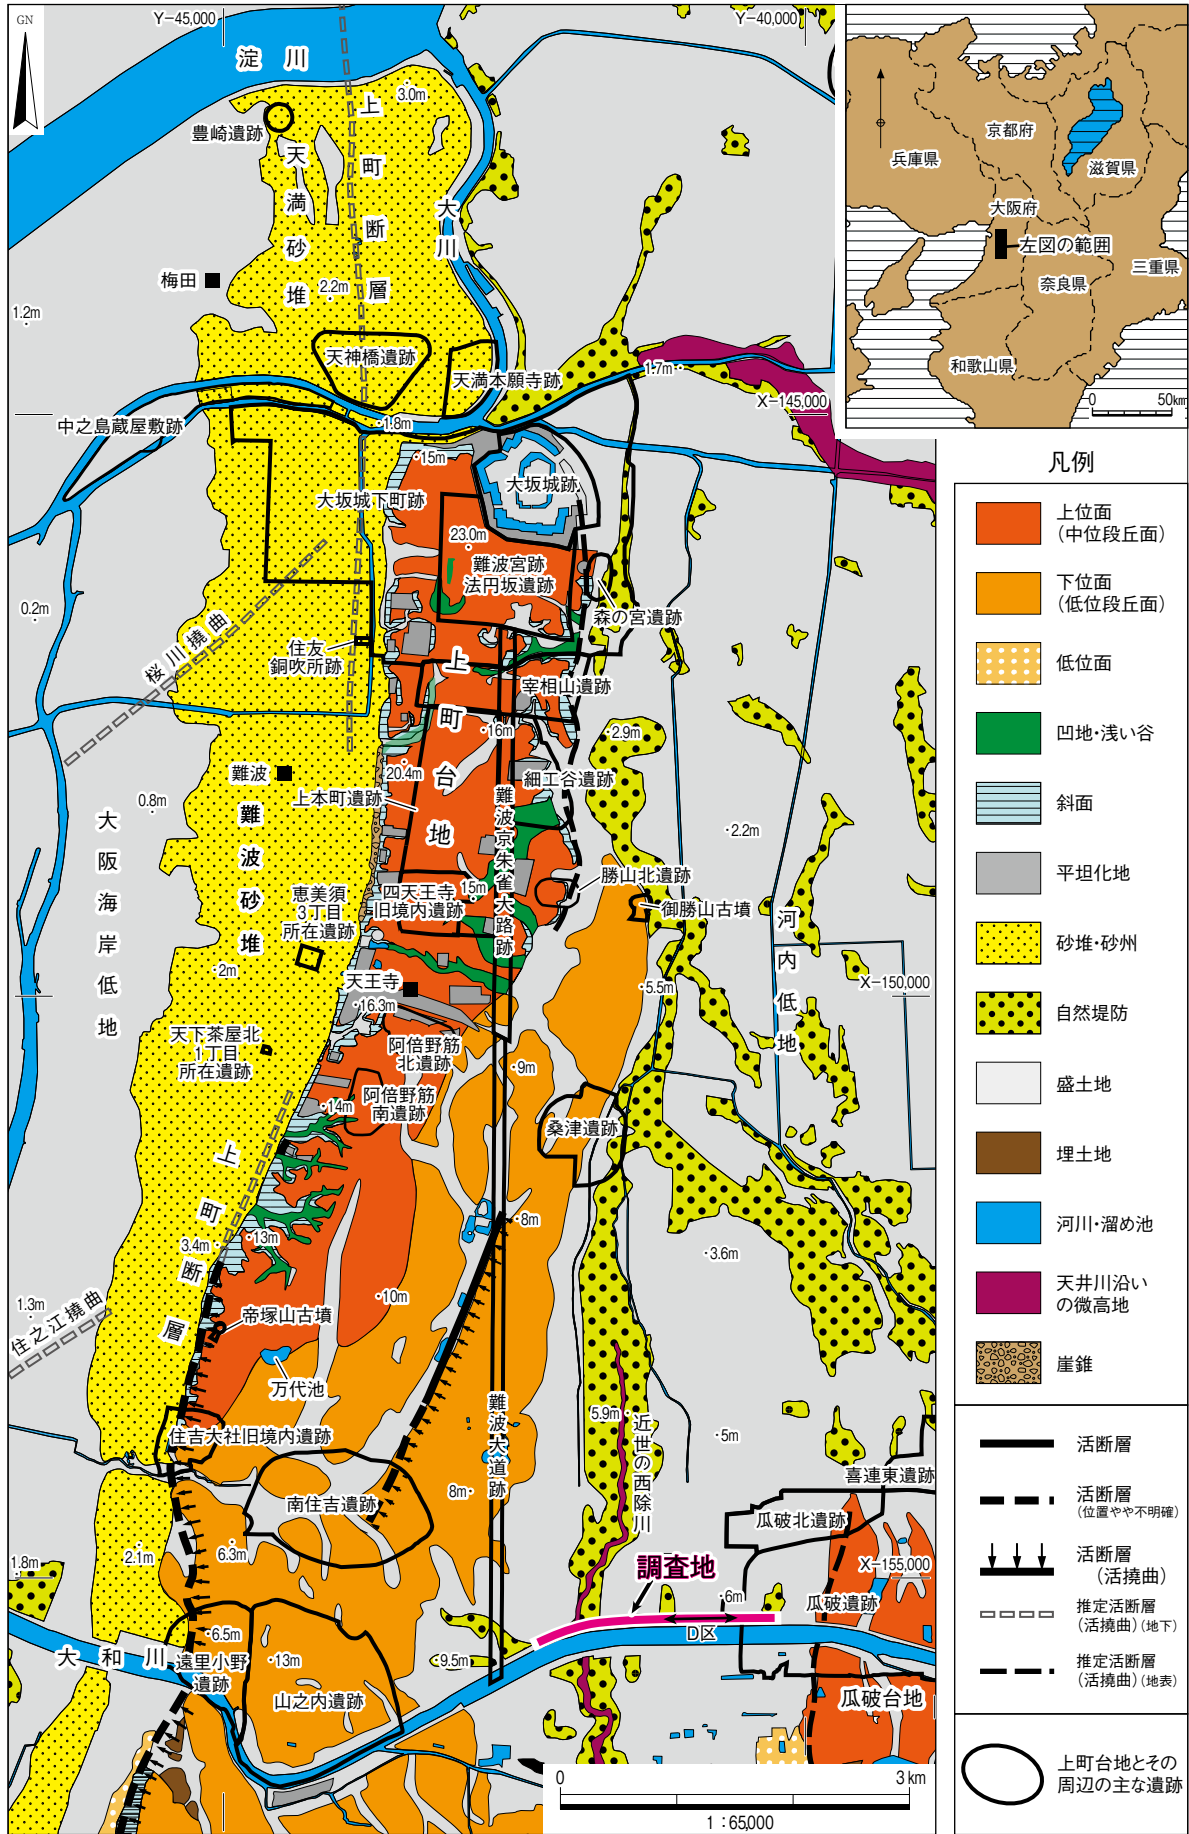 GN
Y-45,000
Y-40,000
淀川
3.0m
豊崎遺跡
天満砂堆
上町断層
大川
梅田
2.2m
1.2m
天神橋遺跡
天満本願寺跡
1.7m
X-145,000
中之島蔵屋敷跡
1.8m
15m
大坂城跡
大坂城下町跡
23.0m
難波宮跡
法円坂遺跡
0.2m
森の宮遺跡
桜川撓曲
住友
銅吹所跡
上町台地
宰相山遺跡
16m
2.9m
難波
20.4m
細工谷遺跡
0.8m
上本町遺跡
2.2m
大阪海岸低地
難波砂堆
難波京朱雀大路跡
恵美須
3丁目
所在遺跡
四天王寺
旧境内遺跡
15m
勝山北遺跡
御勝山古墳
河内低地
2m
天王寺
16.3m
5.5m
X-150,000
天下茶屋北
1丁目
所在遺跡
阿倍野筋
北遺跡
9m
阿倍野筋
南遺跡
14m
桑津遺跡
上町断層
13m
8m
3.4m
3.6m
1.3m
住之江撓曲
10m
帝塚山古墳
万代池
難波大道跡
5.9m
近世の西除川
5m
住吉大社旧境内遺跡
喜連東遺跡
南住吉遺跡
8m
瓜破北遺跡
1.8m
2.1m
6.3m
調査地
X-155,000
6m
瓜破遺跡
D区
大和川
6.5m
遠里小野
遺跡
13m
9.5m
山之内遺跡
瓜破台地
0
3 km
1：65,000
京都府
兵庫県
滋賀県
大阪府
左図の範囲
三重県
奈良県
和歌山県
0
50km
凡例
上位面
（中位段丘面）
下位面
（低位段丘面）
低位面
凹地・浅い谷
斜面
平坦化地
砂堆・砂州
自然堤防
盛土地
埋土地
河川・溜め池
天井川沿い
の微高地
崖錐
活断層
活断層
（位置やや不明確）
活断層
（活撓曲）
推定活断層
（活撓曲）（地下）
推定活断層
（活撓曲）（地表）
上町台地とその
周辺の主な遺跡